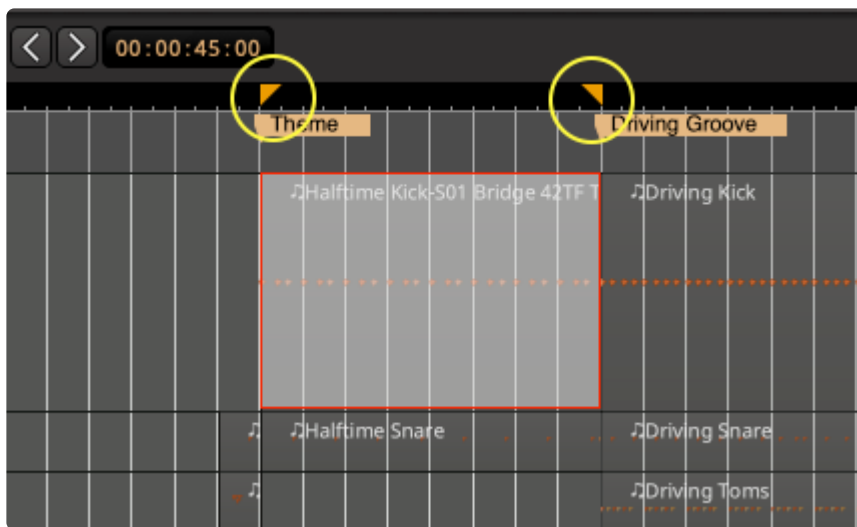 00:00:45:00
Theme
Driving Groove
♫Halftime Kick-S01 Bridge 42TF T
♫Driving Kick
♫Halftime Snare
♫Driving Snare
♫Driving Toms